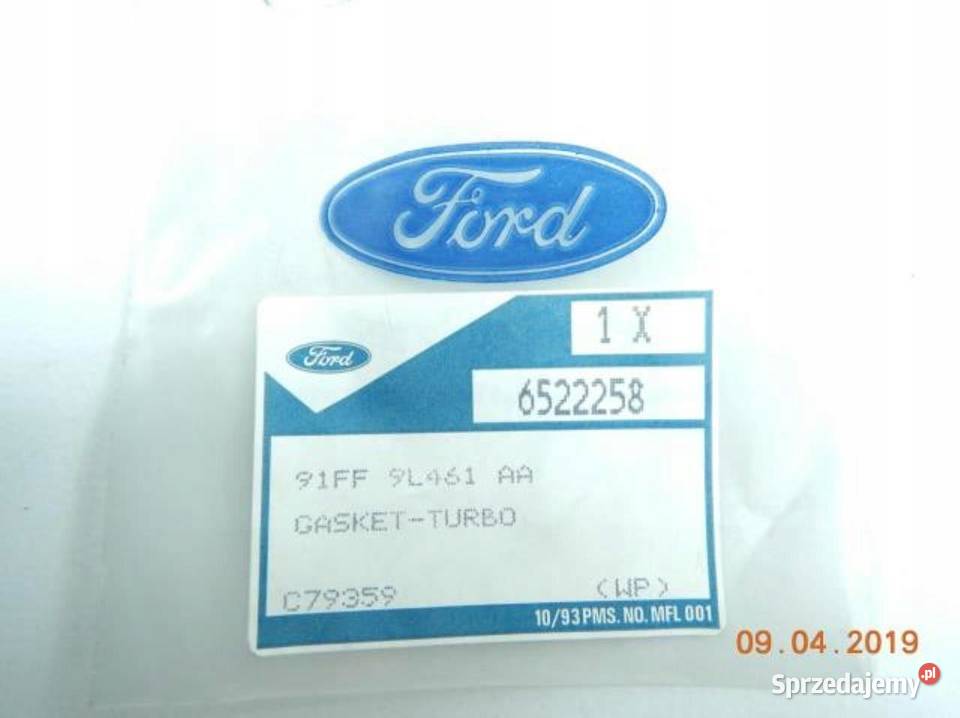 Ford
1 X
Ford
6522258
91FF 9L461 AA
GASKET-TURBO
C79359 (WP)
10/93 PMS. NO. MFL 001
09.04.2019
Sprzedajemy.pl